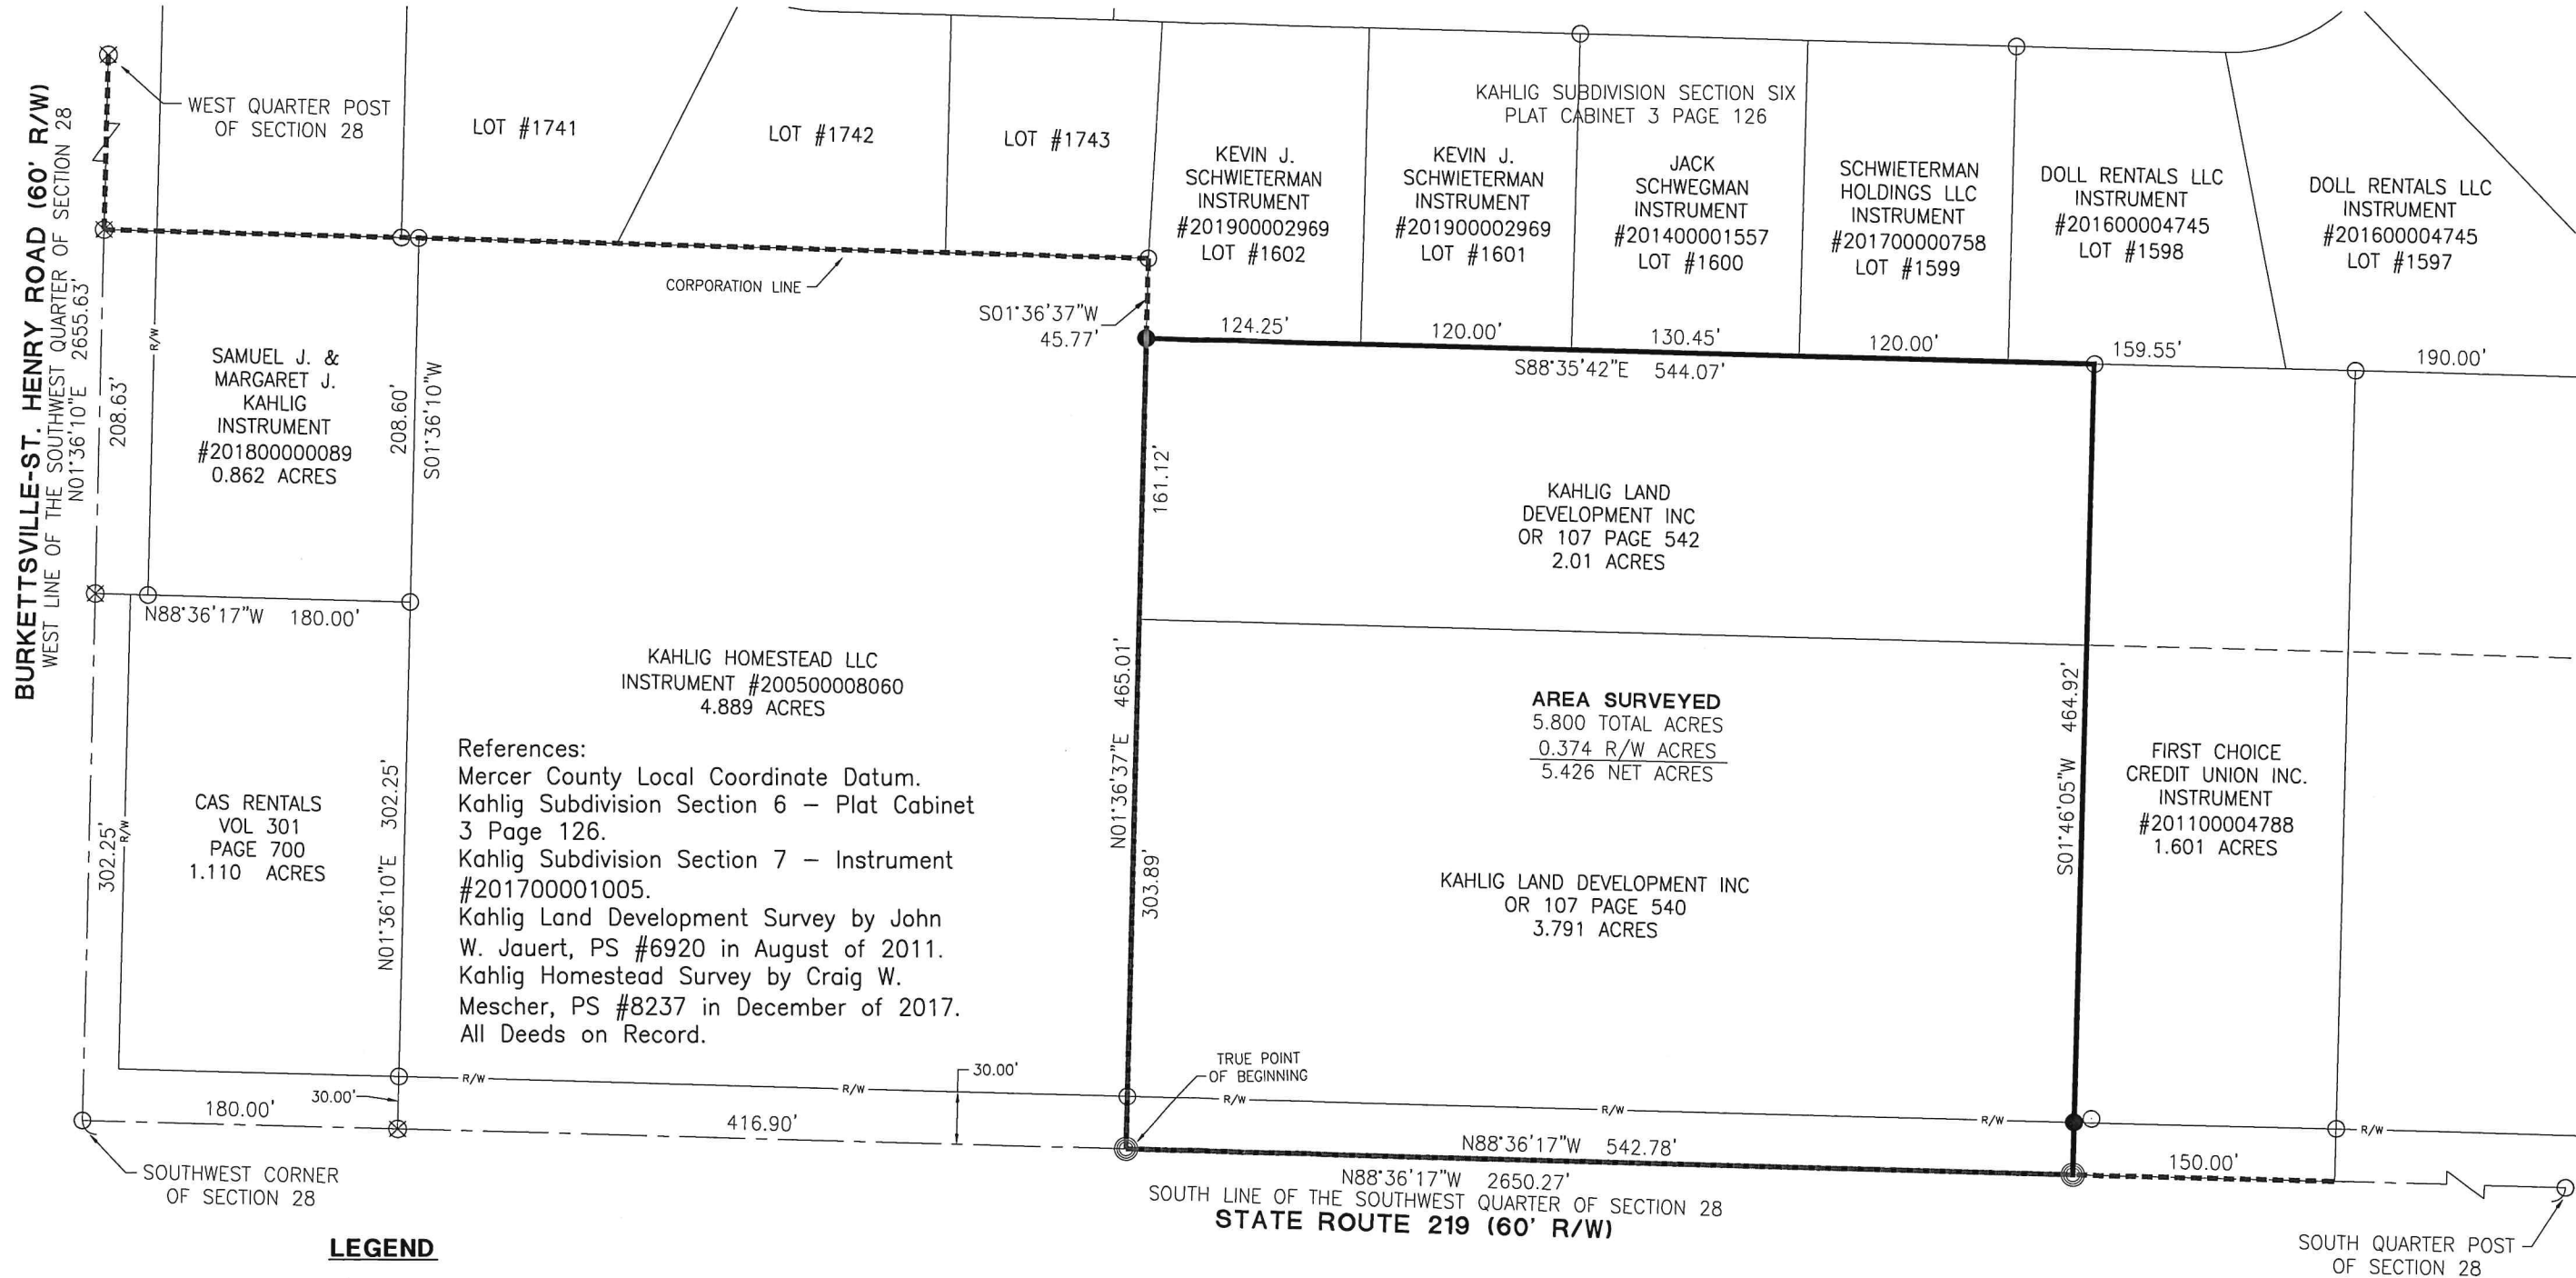 BURKETTSVILLE-ST. HENRY ROAD (60' R/W)
WEST LINE OF THE SOUTHWEST QUARTER OF SECTION 28
N01°36'10"E 2655.63'
WEST QUARTER POST
OF SECTION 28
LOT #1741
LOT #1742
LOT #1743
KAHLIG SUBDIVISION SECTION SIX
PLAT CABINET 3 PAGE 126
KEVIN J.
SCHWIETERMAN
INSTRUMENT
#201900002969
LOT #1602
KEVIN J.
SCHWIETERMAN
INSTRUMENT
#201900002969
LOT #1601
JACK
SCHWEGMAN
INSTRUMENT
#201400001557
LOT #1600
SCHWIETERMAN
HOLDINGS LLC
INSTRUMENT
#201700000758
LOT #1599
DOLL RENTALS LLC
INSTRUMENT
#201600004745
LOT #1598
DOLL RENTALS LLC
INSTRUMENT
#201600004745
LOT #1597
CORPORATION LINE
S01°36'37"W
45.77'
124.25'
120.00'
130.45'
120.00'
159.55'
190.00'
S88°35'42"E 544.07'
208.63'
R/W
SAMUEL J. &
MARGARET J.
KAHLIG
INSTRUMENT
#201800000089
0.862 ACRES
208.60'
S01°36'10"W
161.12'
KAHLIG LAND
DEVELOPMENT INC
OR 107 PAGE 542
2.01 ACRES
N88°36'17"W 180.00'
KAHLIG HOMESTEAD LLC
INSTRUMENT #200500008060
4.889 ACRES
N01°36'37"E 465.01'
AREA SURVEYED
5.800 TOTAL ACRES
0.374 R/W ACRES
5.426 NET ACRES
S01°46'05"W 464.92'
FIRST CHOICE
CREDIT UNION INC.
INSTRUMENT
#201100004788
1.601 ACRES
302.25'
R/W
CAS RENTALS
VOL 301
PAGE 700
1.110 ACRES
N01°36'10"E 302.25'
References:
Mercer County Local Coordinate Datum.
Kahlig Subdivision Section 6 – Plat Cabinet
3 Page 126.
Kahlig Subdivision Section 7 – Instrument
#201700001005.
Kahlig Land Development Survey by John
W. Jauert, PS #6920 in August of 2011.
Kahlig Homestead Survey by Craig W.
Mescher, PS #8237 in December of 2017.
All Deeds on Record.
303.89'
KAHLIG LAND DEVELOPMENT INC
OR 107 PAGE 540
3.791 ACRES
TRUE POINT
OF BEGINNING
30.00'
R/W
R/W
R/W
R/W
R/W
R/W
180.00'
30.00'
416.90'
N88°36'17"W 542.78'
150.00'
SOUTHWEST CORNER
OF SECTION 28
N88°36'17"W 2650.27'
SOUTH LINE OF THE SOUTHWEST QUARTER OF SECTION 28
STATE ROUTE 219 (60' R/W)
SOUTH QUARTER POST
OF SECTION 28
LEGEND